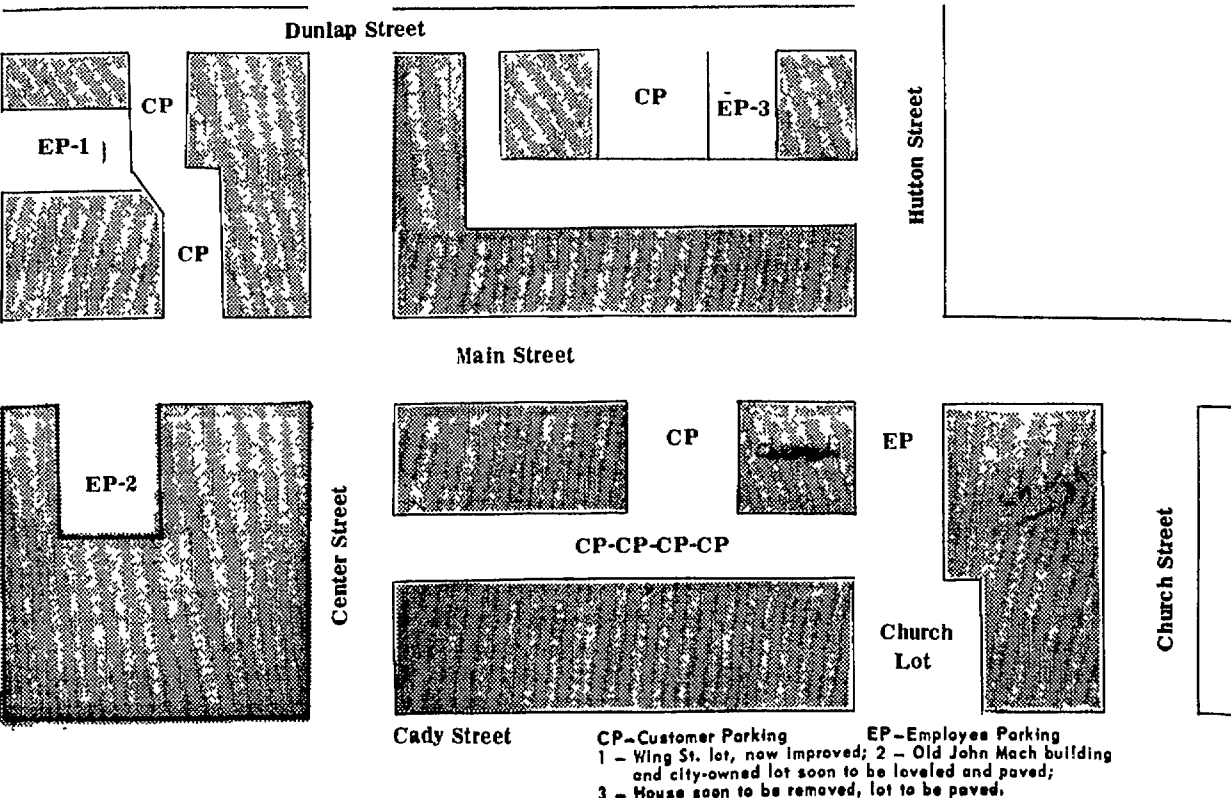 Dunlap Street
CP
EP-1
CP
EP-3
CP
Hutton Street
Main Street
EP-2
CP
EP
CP-CP-CP-CP
Center Street
Church
Lot
Church Street
Cady Street
CP-Customer Parking EP-Employee Parking
1 - Wing St. lot, now improved; 2 - Old John Mach building
and city-owned lot soon to be leveled and paved;
3 - House soon to be removed, lot to be paved.